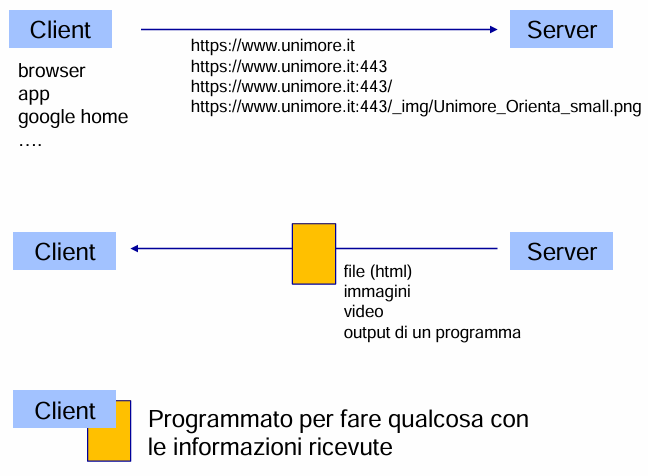 Client
Server
https://www.unimore.it
https://www.unimore.it:443
https://www.unimore.it:443/
https://www.unimore.it:443/_img/Unimore_Orienta_small.png
browser
app
google home
….
Client
Server
file (html)
immagini
video
output di un programma
Client
Programmato per fare qualcosa con
le informazioni ricevute